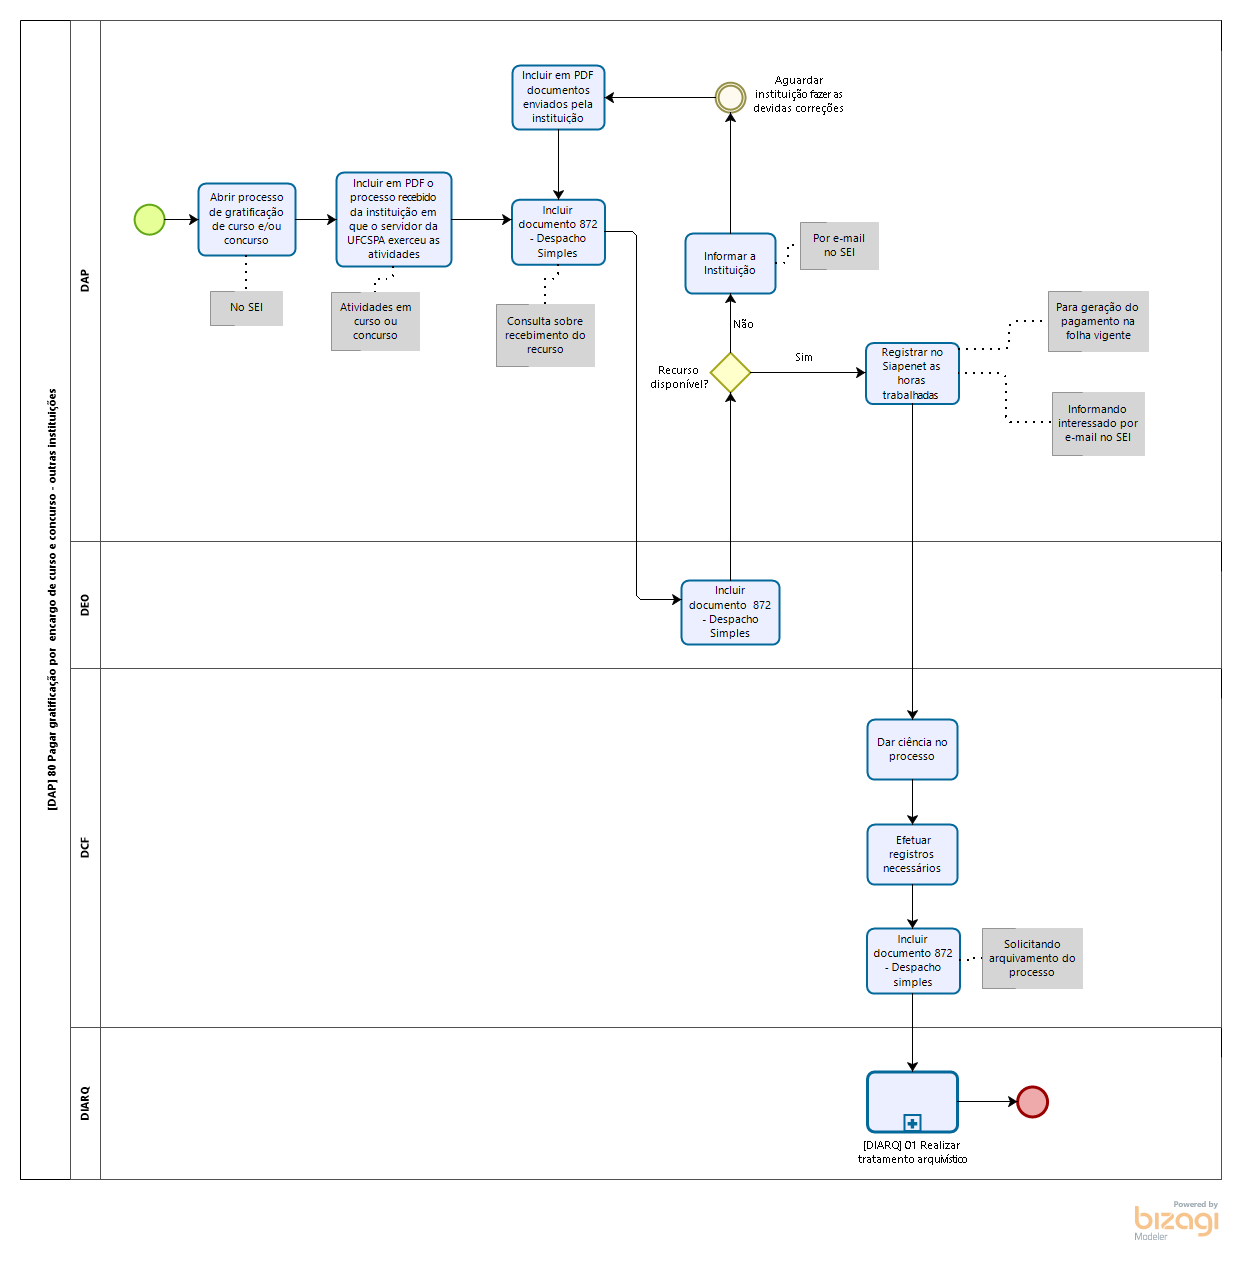 [DAP] 80 Pagar gratificação por encargo de curso e concurso - outras instituições
DAP
Incluir em PDF
documentos
enviados pela
instituição
Aguardar
instituição fazer as
devidas correções
Abrir processo
de gratificação
de curso e/ou
concurso
Incluir em PDF o
processo recebido
da instituição em
que o servidor da
UFCSPA exerceu as
atividades
Incluir
documento 872
- Despacho
Simples
Informar a
Instituição
Por e-mail
no SEI
No SEI
Atividades em
curso ou
concurso
Consulta sobre
recebimento do
recurso
Não
Recurso
disponível?
Sim
Registrar no
Siapenet as
horas
trabalhadas
Para geração do
pagamento na
folha vigente
Informando
interessado por
e-mail no SEI
DEO
Incluir
documento 872
- Despacho
Simples
DCF
Dar ciência no
processo
Efetuar
registros
necessários
Incluir
documento 872
- Despacho
simples
Solicitando
arquivamento do
processo
DIARQ
[DIARQ] 01 Realizar
tratamento arquivístico
Powered by
bizagi
Modeler